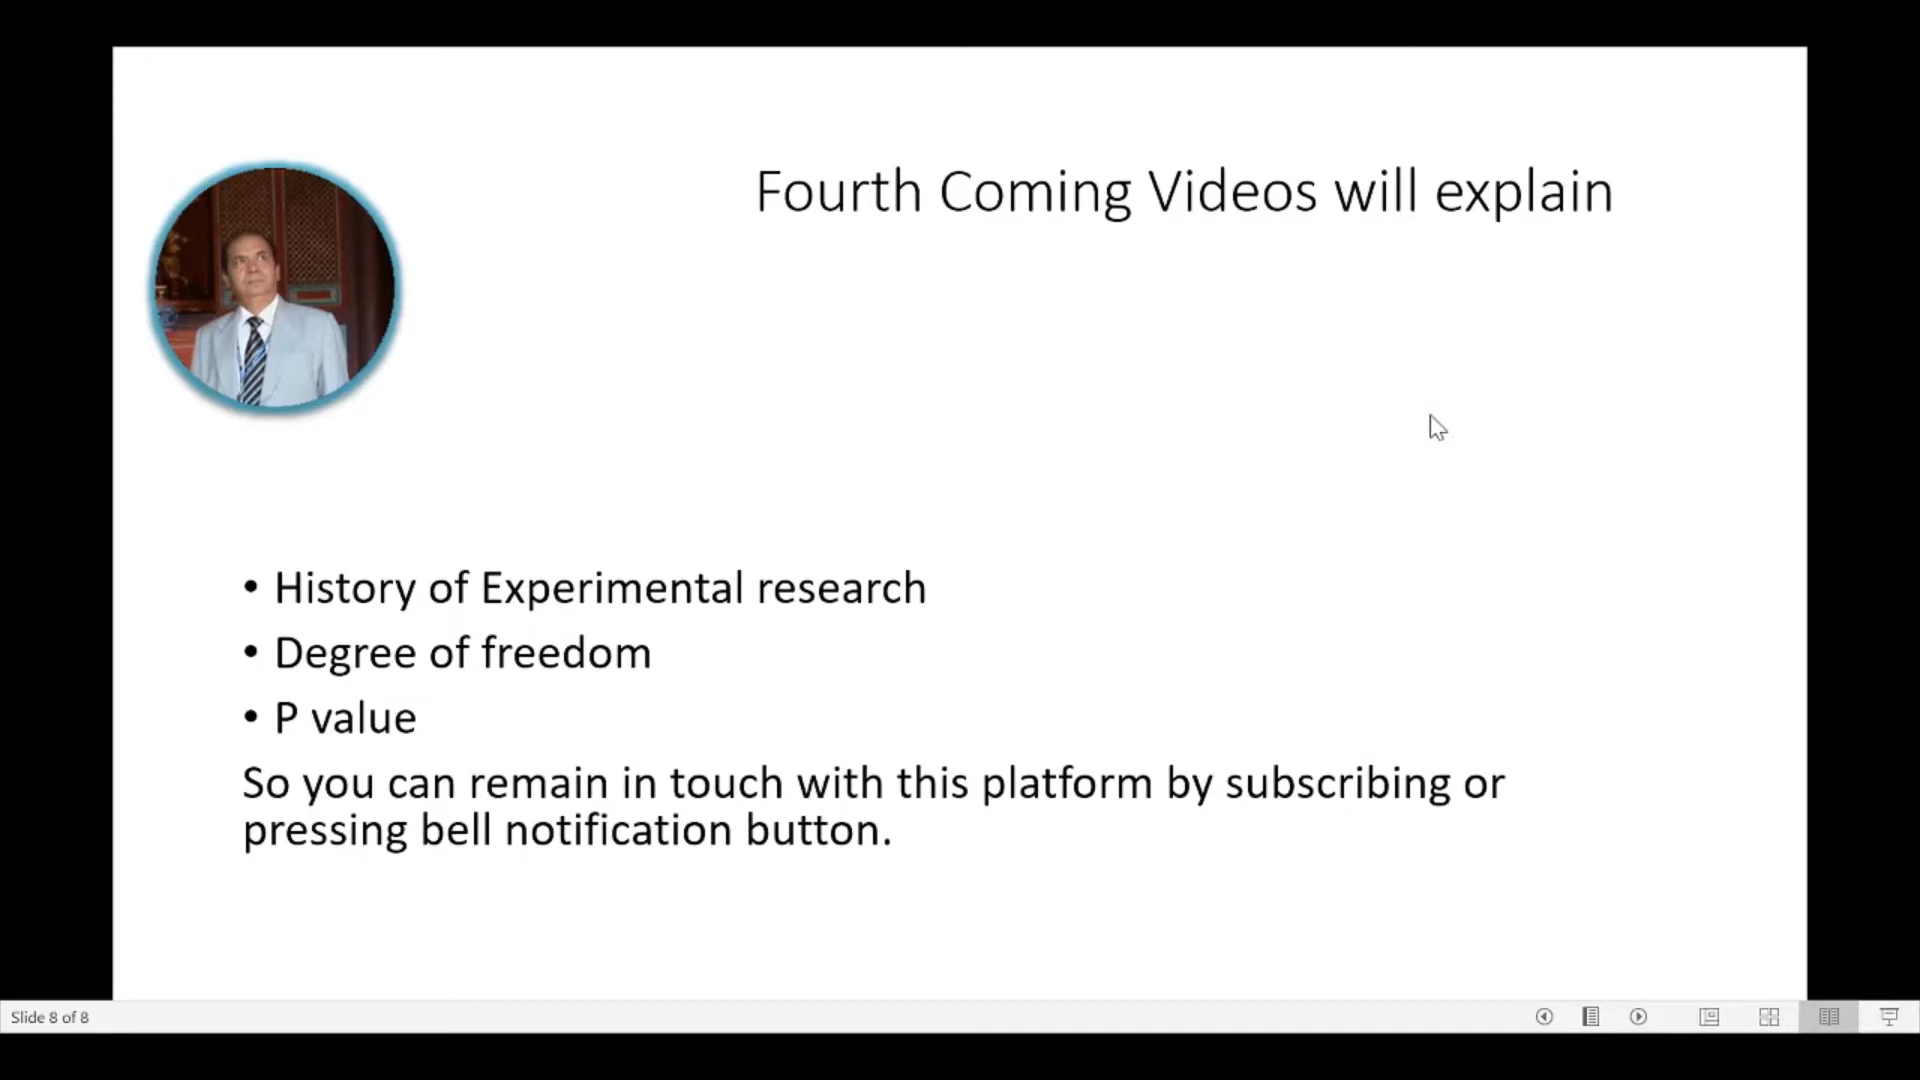 Fourth Coming Videos will explain
• History of Experimental research
• Degree of freedom
• P value
So you can remain in touch with this platform by subscribing or
pressing bell notification button.
Slide 8 of 8